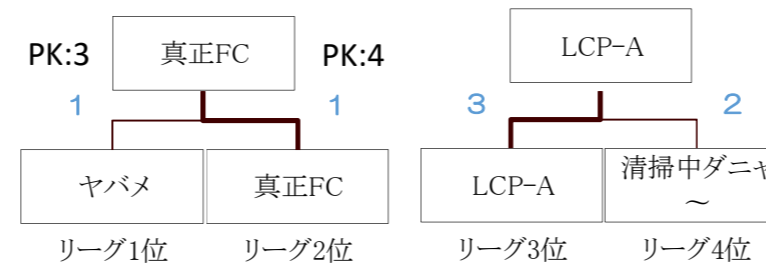 PK:3 真正FC PK:4 LCP-A
1 1 3 2
ヤバメ 真正FC LCP-A 清掃中ダニャ
～
リーグ1位 リーグ2位 リーグ3位 リーグ4位